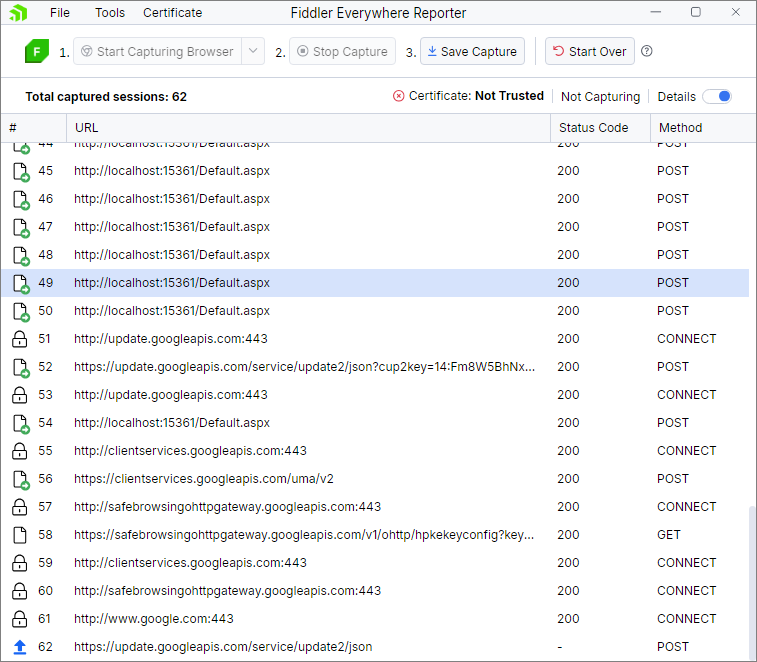 File Tools Certificate Fiddler Everywhere Reporter
F 1. Start Capturing Browser 2. Stop Capture 3. Save Capture Start Over
Total captured sessions: 62 Certificate: Not Trusted Not Capturing Details
# URL Status Code Method
44 http://localhost:15361/Default.aspx 200 POST
45 http://localhost:15361/Default.aspx 200 POST
46 http://localhost:15361/Default.aspx 200 POST
47 http://localhost:15361/Default.aspx 200 POST
48 http://localhost:15361/Default.aspx 200 POST
49 http://localhost:15361/Default.aspx 200 POST
50 http://localhost:15361/Default.aspx 200 POST
51 http://update.googleapis.com:443 200 CONNECT
52 https://update.googleapis.com/service/update2/json?cup2key=14:Fm8W5BhNx... 200 POST
53 http://update.googleapis.com:443 200 CONNECT
54 http://localhost:15361/Default.aspx 200 POST
55 http://clientservices.googleapis.com:443 200 CONNECT
56 https://clientservices.googleapis.com/uma/v2 200 POST
57 http://safebrowsingohttpgateway.googleapis.com:443 200 CONNECT
58 https://safebrowsingohttpgateway.googleapis.com/v1/ohttp/hpkekeyconfig?key... 200 GET
59 http://clientservices.googleapis.com:443 200 CONNECT
60 http://safebrowsingohttpgateway.googleapis.com:443 200 CONNECT
61 http://www.google.com:443 200 CONNECT
62 https://update.googleapis.com/service/update2/json - POST